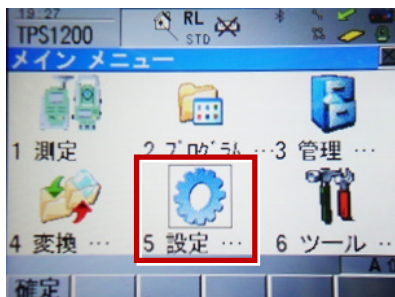 19:27
TPS1200
RL
STD
メイン メニュー
1 測定
2 プログラム …
3 管理 …
4 変換 …
5 設定 …
6 ツール ‥
A
確定